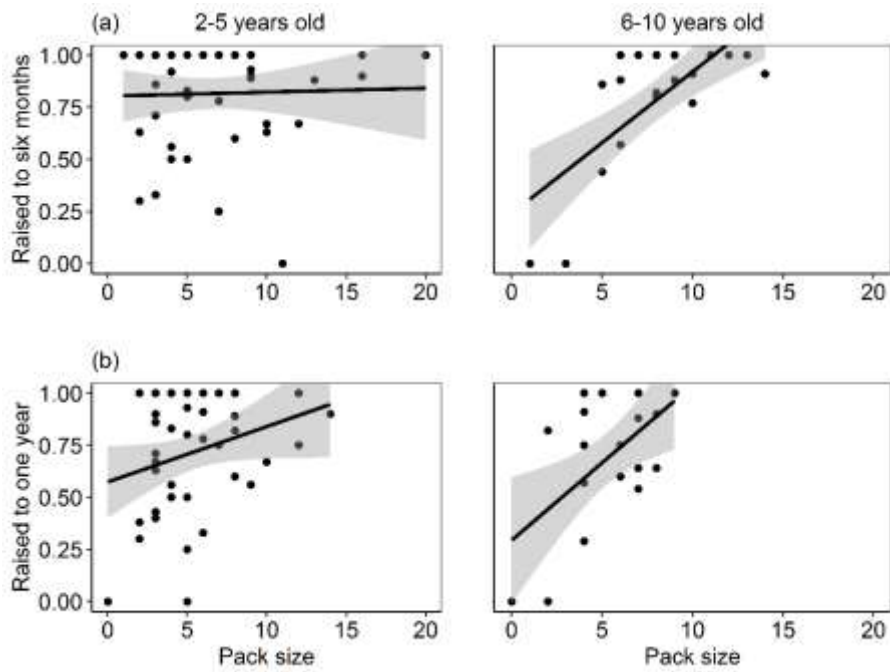 (a) 2-5 years old 6-10 years old
Raised to six months
1.00
0.75
0.50
0.25
0.00
0 5 10 15 20 0 5 10 15 20
(b)
Raised to one year
1.00
0.75
0.50
0.25
0.00
0 5 10 15 20 0 5 10 15 20
Pack size Pack size